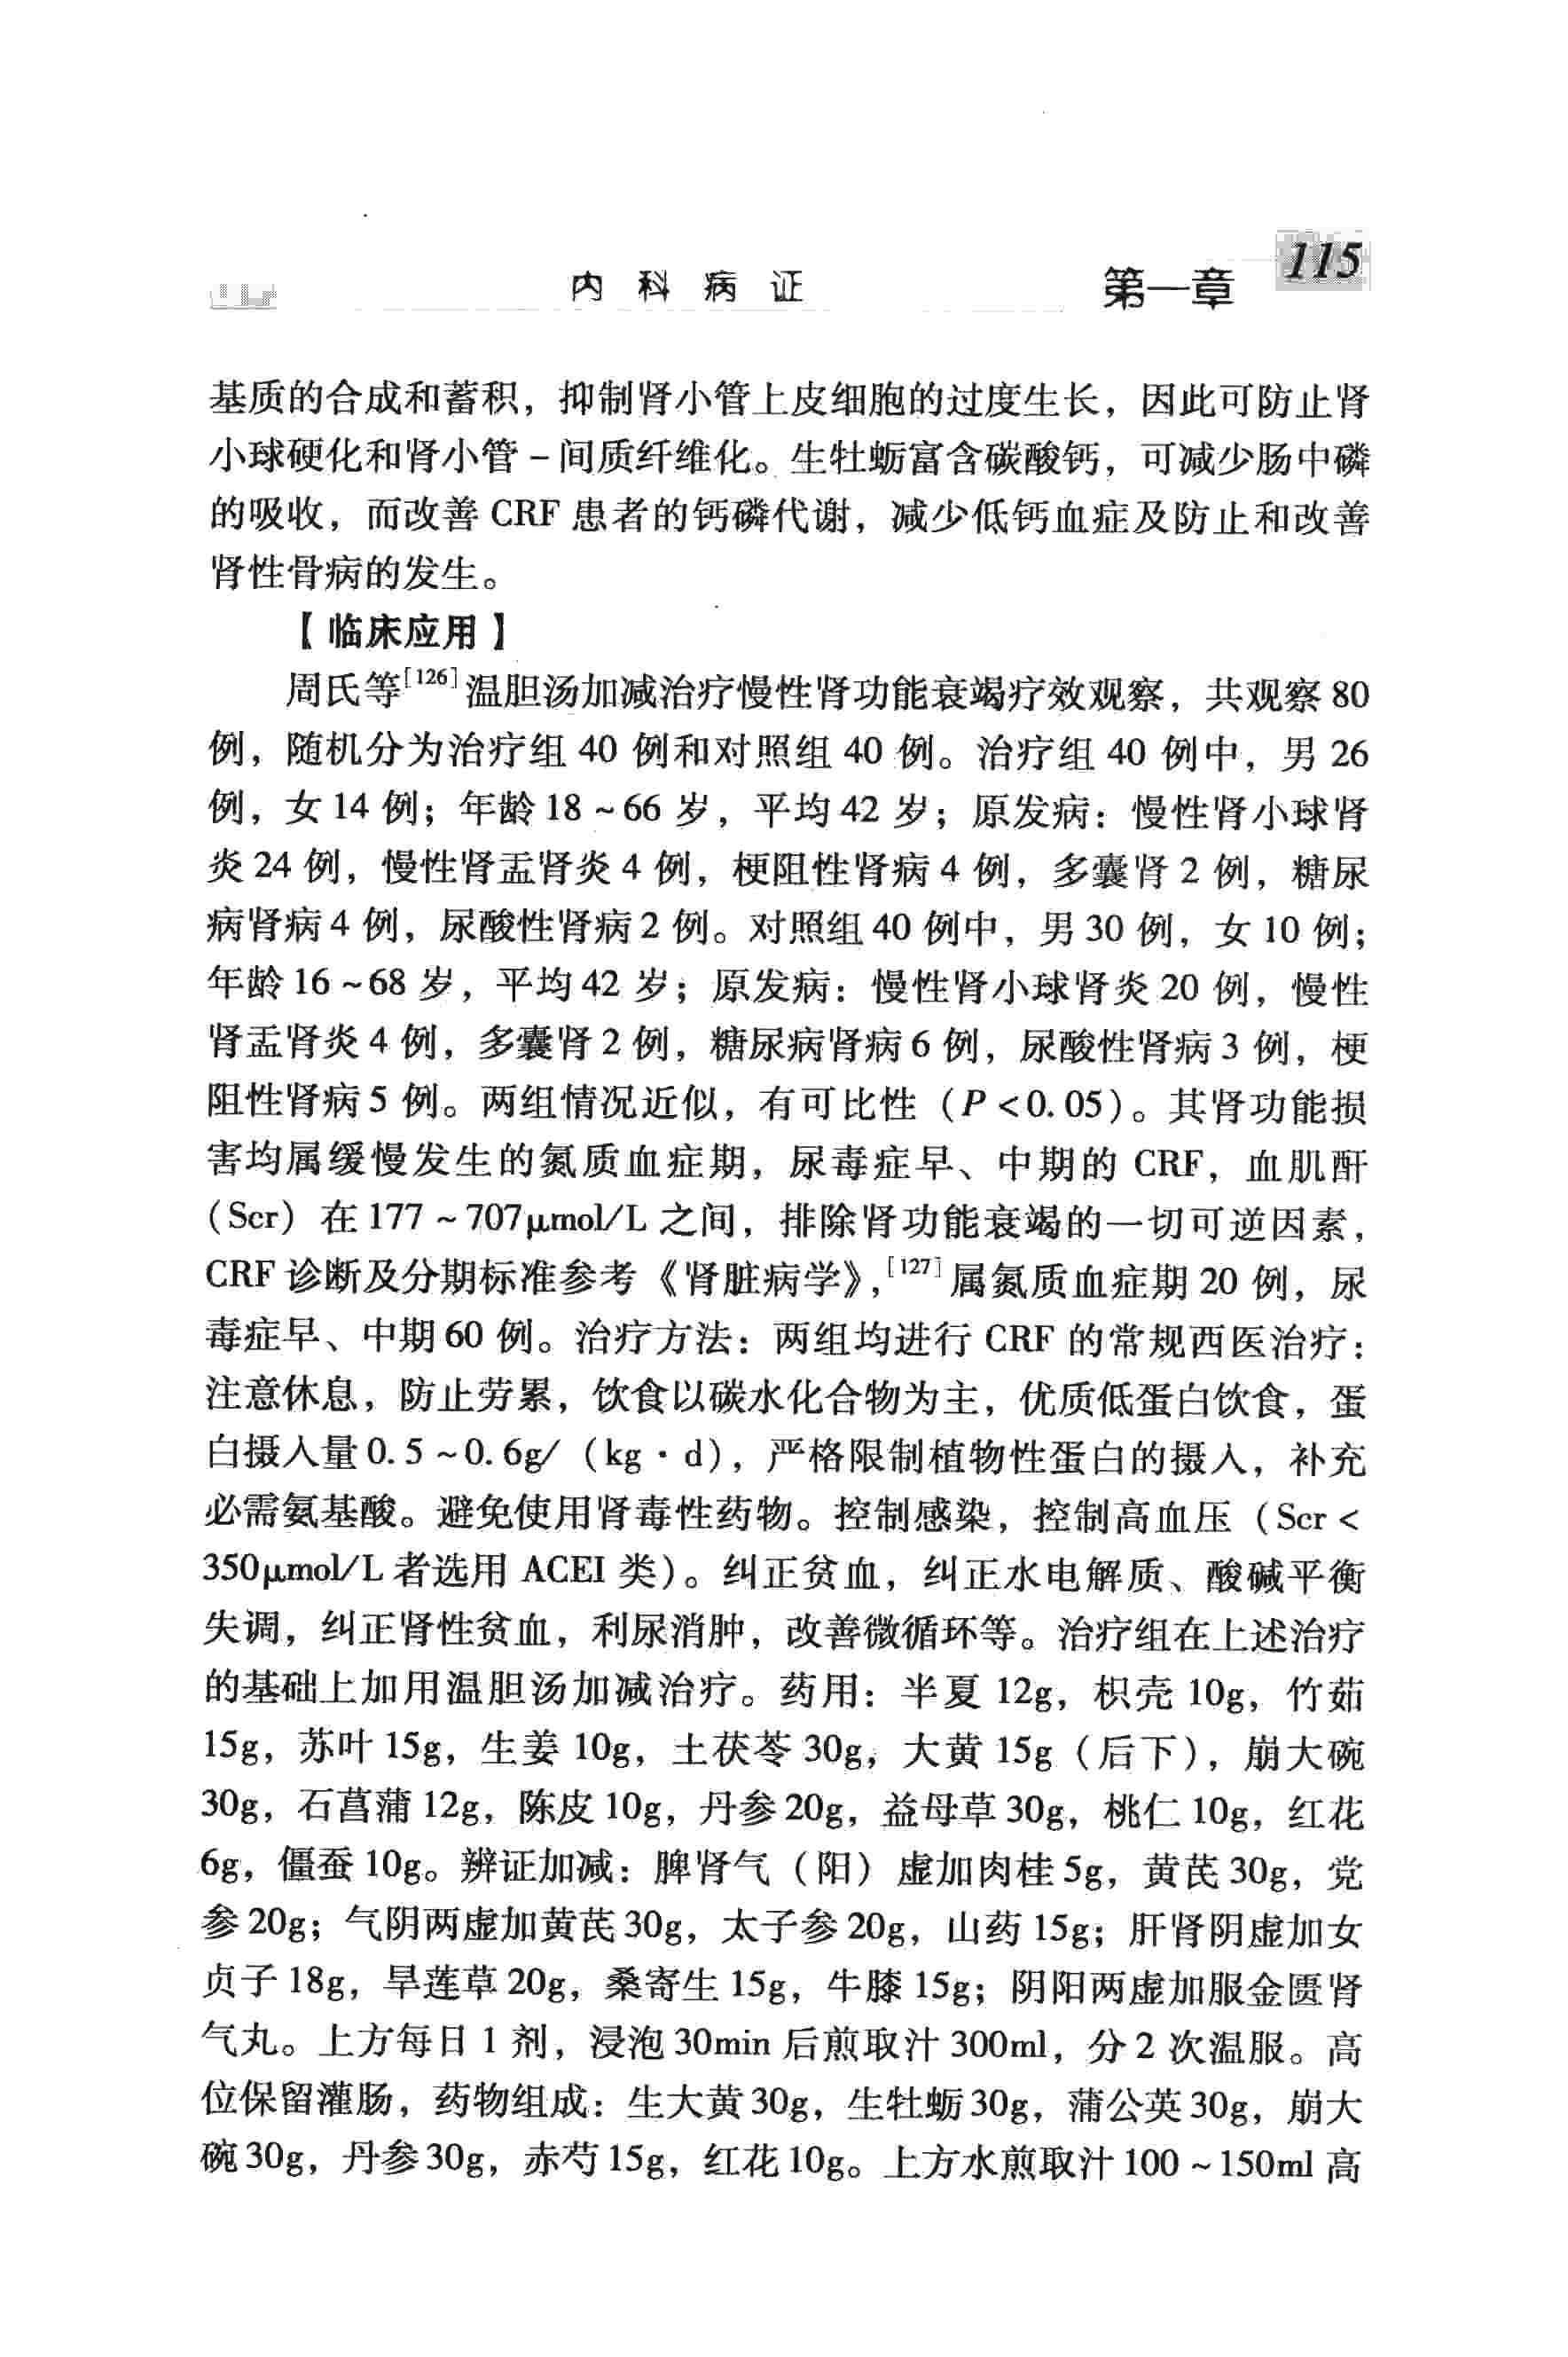 内科病证 第一章 115
基质的合成和蓄积，抑制肾小管上皮细胞的过度生长，因此可防止肾
小球硬化和肾小管－间质纤维化。生牡蛎富含碳酸钙，可减少肠中磷
的吸收，而改善 CRF 患者的钙磷代谢，减少低钙血症及防止和改善
肾性骨病的发生。
【临床应用】
周氏等[126]温胆汤加减治疗慢性肾功能衰竭疗效观察，共观察 80
例，随机分为治疗组 40 例和对照组 40 例。治疗组 40 例中，男 26
例，女 14 例；年龄 18～66 岁，平均 42 岁；原发病：慢性肾小球肾
炎 24 例，慢性肾盂肾炎 4 例，梗阻性肾病 4 例，多囊肾 2 例，糖尿
病肾病 4 例，尿酸性肾病 2 例。对照组 40 例中，男 30 例，女 10 例；
年龄 16～68 岁，平均 42 岁；原发病：慢性肾小球肾炎 20 例，慢性
肾盂肾炎 4 例，多囊肾 2 例，糖尿病肾病 6 例，尿酸性肾病 3 例，梗
阻性肾病 5 例。两组情况近似，有可比性（P<0.05）。其肾功能损
害均属缓慢发生的氮质血症期，尿毒症早、中期的 CRF，血肌酐
（Scr）在 177～707μmol/L 之间，排除肾功能衰竭的一切可逆因素，
CRF 诊断及分期标准参考《肾脏病学》，[127]属氮质血症期 20 例，尿
毒症早、中期 60 例。治疗方法：两组均进行 CRF 的常规西医治疗：
注意休息，防止劳累，饮食以碳水化合物为主，优质低蛋白饮食，蛋
白摄入量 0.5～0.6g/（kg·d），严格限制植物性蛋白的摄入，补充
必需氨基酸。避免使用肾毒性药物。控制感染，控制高血压（Scr<
350μmol/L 者选用 ACEI 类）。纠正贫血，纠正水电解质、酸碱平衡
失调，纠正肾性贫血，利尿消肿，改善微循环等。治疗组在上述治疗
的基础上加用温胆汤加减治疗。药用：半夏 12g，枳壳 10g，竹茹
15g，苏叶 15g，生姜 10g，土茯苓 30g，大黄 15g（后下），崩大碗
30g，石菖蒲 12g，陈皮 10g，丹参 20g，益母草 30g，桃仁 10g，红花
6g，僵蚕 10g。辨证加减：脾肾气（阳）虚加肉桂 5g，黄芪 30g，党
参 20g；气阴两虚加黄芪 30g，太子参 20g，山药 15g；肝肾阴虚加女
贞子 18g，旱莲草 20g，桑寄生 15g，牛膝 15g；阴阳两虚加服金匮肾
气丸。上方每日 1 剂，浸泡 30min 后煎取汁 300ml，分 2 次温服。高
位保留灌肠，药物组成：生大黄 30g，生牡蛎 30g，蒲公英 30g，崩大
碗 30g，丹参 30g，赤芍 15g，红花 10g。上方水煎取汁 100～150ml 高